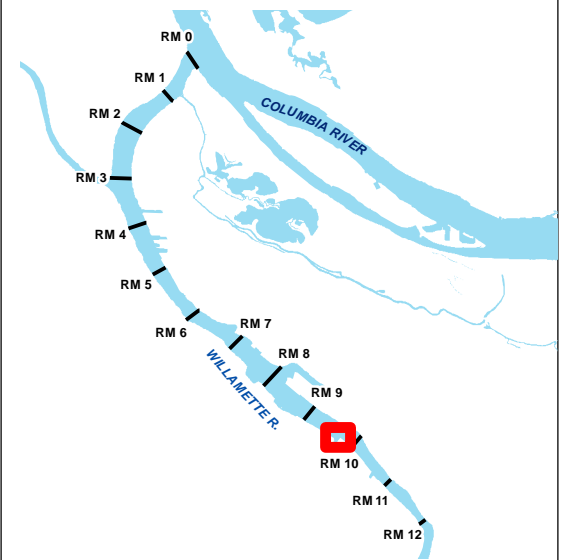 RM 0
RM 1
RM 2
COLUMBIA RIVER
RM 3
RM 4
RM 5
RM 6
RM 7
RM 8
WILLAMETTE R.
RM 9
RM 10
RM 11
RM 12